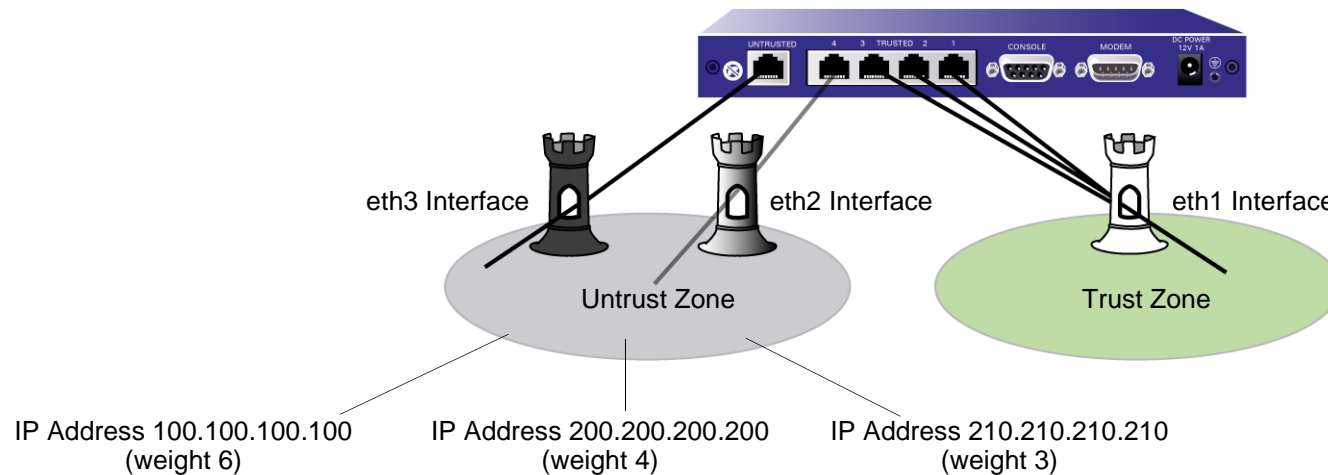 UNTRUSTED
4 3 TRUSTED 2 1
CONSOLE
MODEM
DC POWER
12V 1A
eth3 Interface
eth2 Interface
eth1 Interface
Untrust Zone
Trust Zone
IP Address 100.100.100.100
(weight 6)
IP Address 200.200.200.200
(weight 4)
IP Address 210.210.210.210
(weight 3)